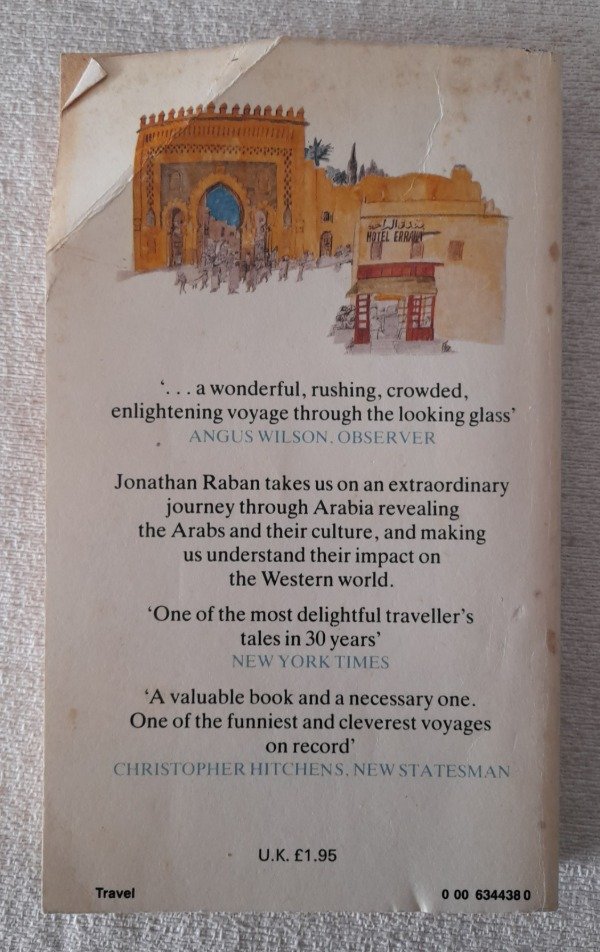 فندق الراحة
HOTEL ERRAHA
‘. . . a wonderful, rushing, crowded,
enlightening voyage through the looking glass’
ANGUS WILSON, OBSERVER
Jonathan Raban takes us on an extraordinary
journey through Arabia revealing
the Arabs and their culture, and making
us understand their impact on
the Western world.
‘One of the most delightful traveller’s
tales in 30 years’
NEW YORK TIMES
‘A valuable book and a necessary one.
One of the funniest and cleverest voyages
on record’
CHRISTOPHER HITCHENS, NEW STATESMAN
U.K. £1.95
Travel
0 00 634438 0